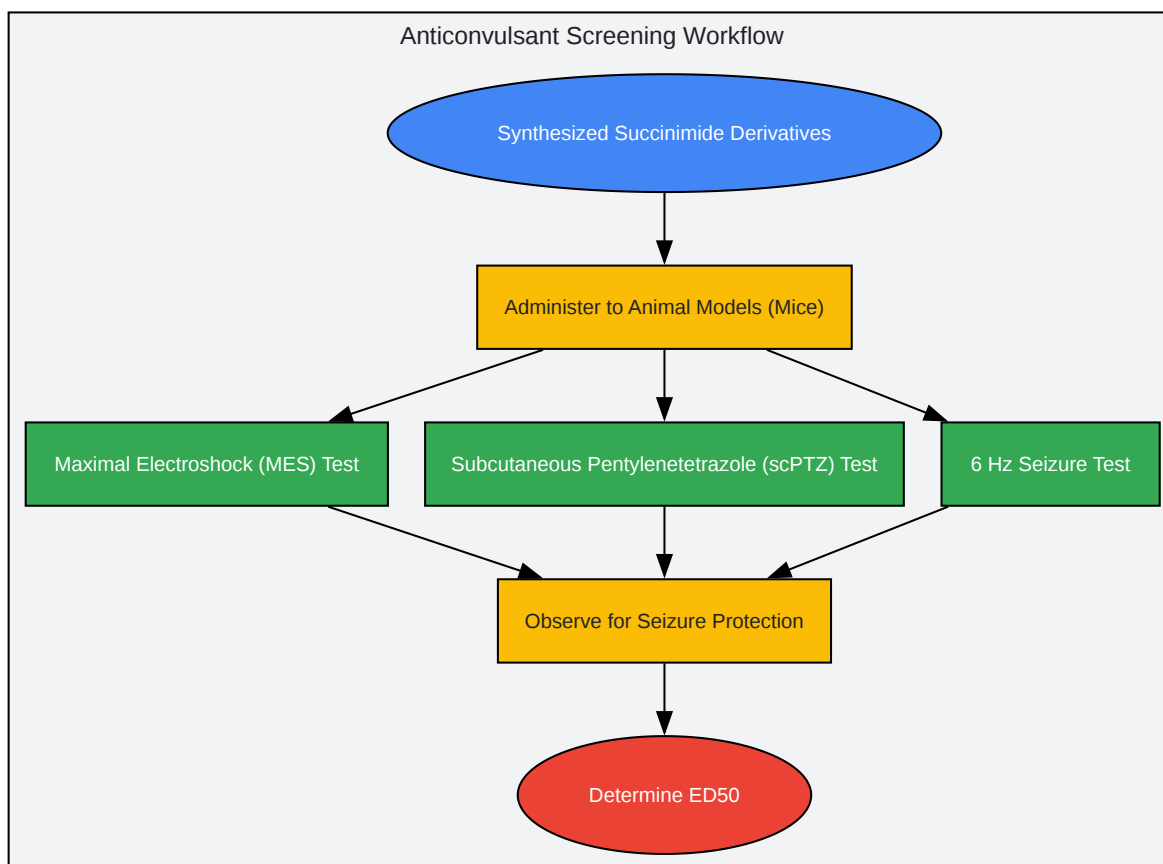 Anticonvulsant Screening Workflow
Synthesized Succinimide Derivatives
Administer to Animal Models (Mice)
Maximal Electroshock (MES) Test
Subcutaneous Pentylenetetrazole (scPTZ) Test
6 Hz Seizure Test
Observe for Seizure Protection
Determine ED50